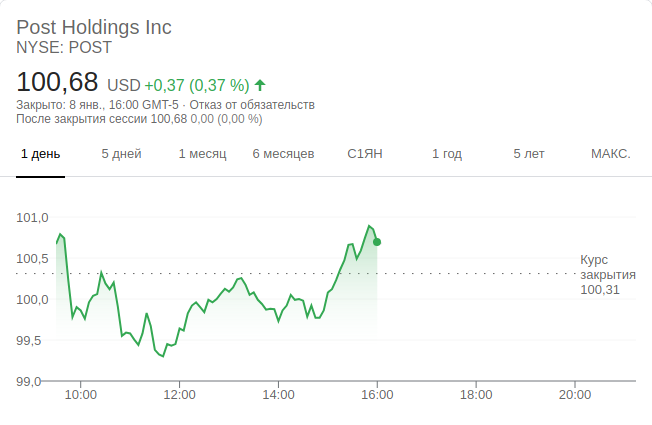 Post Holdings Inc
NYSE: POST
100,68 USD +0,37 (0,37 %)
Закрыто: 8 янв., 16:00 GMT-5 · Отказ от обязательств
После закрытия сессии 100,68 0,00 (0,00 %)
1 день 5 дней 1 месяц 6 месяцев С1ЯН 1 год 5 лет МАКС.
101,0
100,5
100,0
99,5
99,0
Курс
закрытия
100,31
10:00 12:00 14:00 16:00 18:00 20:00